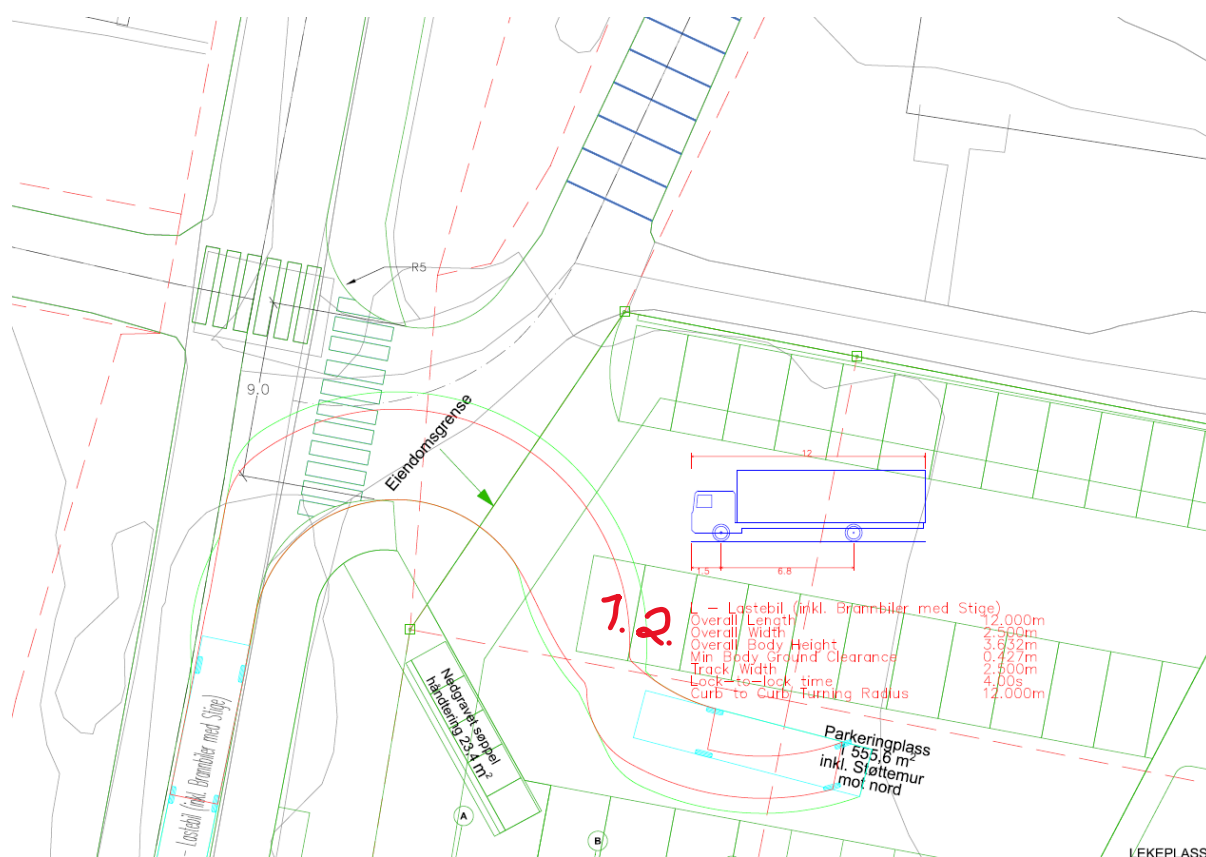 R5
9.0
Eiendomsgrense
12
1.5
6.8
1. 2.
L - Lastebil (inkl. Brannbiler med Stige)
Overall Length 12.000m
Overall Width 2.500m
Overall Body Height 3.632m
Min Body Ground Clearance 0.427m
Track Width 2.500m
Lock-to-lock time 4.00s
Curb to Curb Turning Radius 12.000m
Nedgravet søppel
håndtering 23,4 m²
- Lastebil (inkl. Brannbiler med Stige)
Parkeringplass
1 555,6 m²
inkl. Støttemur
mot nord
A
B
LEKEPLASS